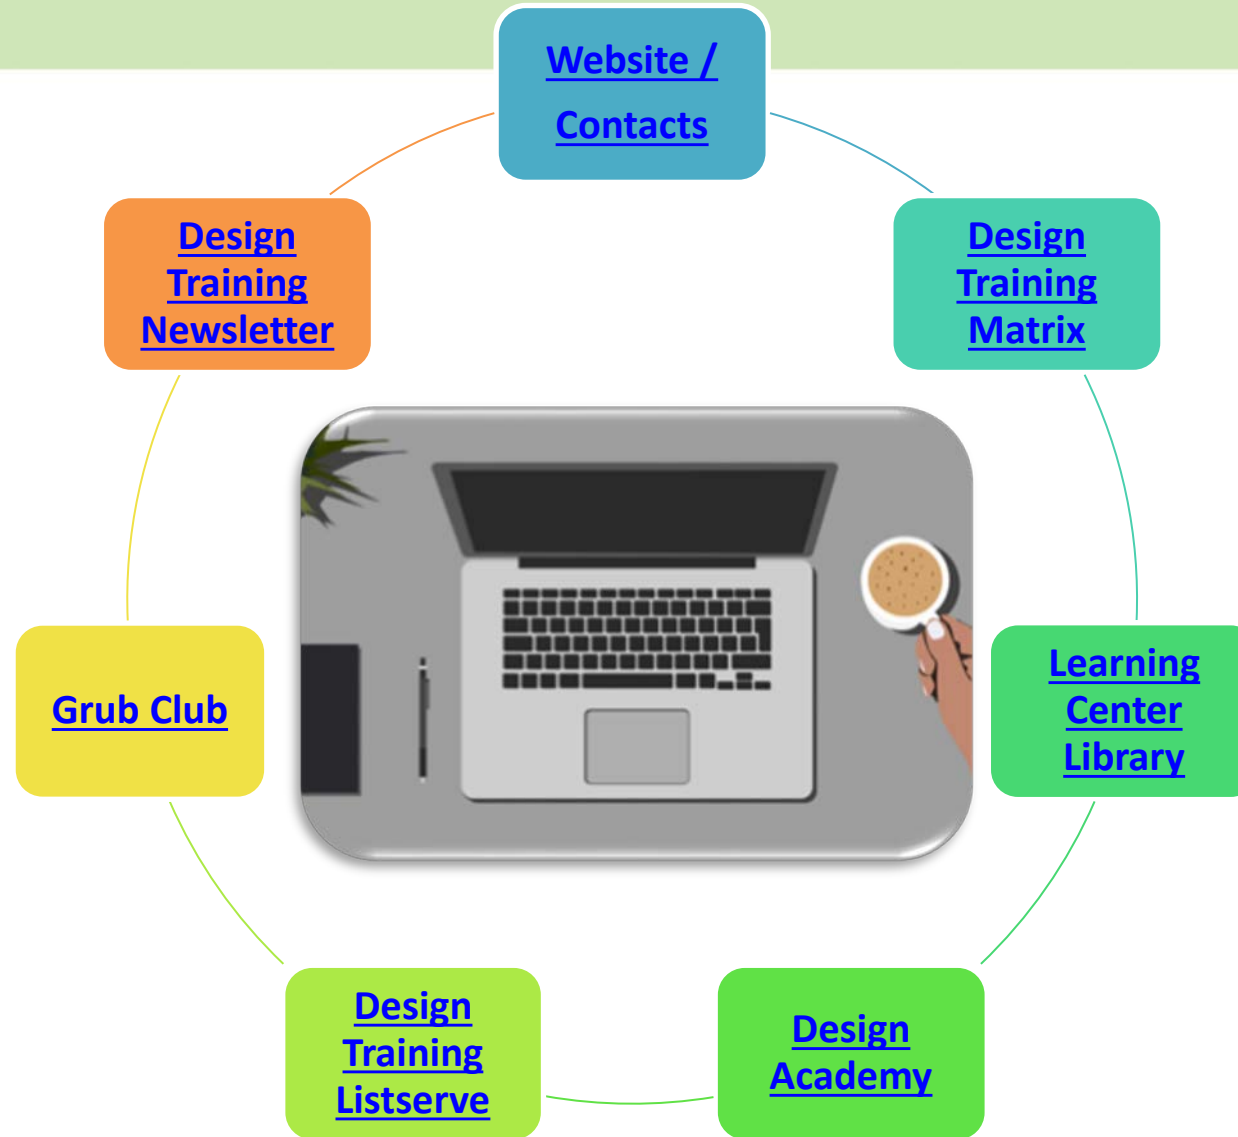 Website /
Contacts
Design
Training
Matrix
Learning
Center
Library
Design
Academy
Design
Training
Listserve
Grub Club
Design
Training
Newsletter